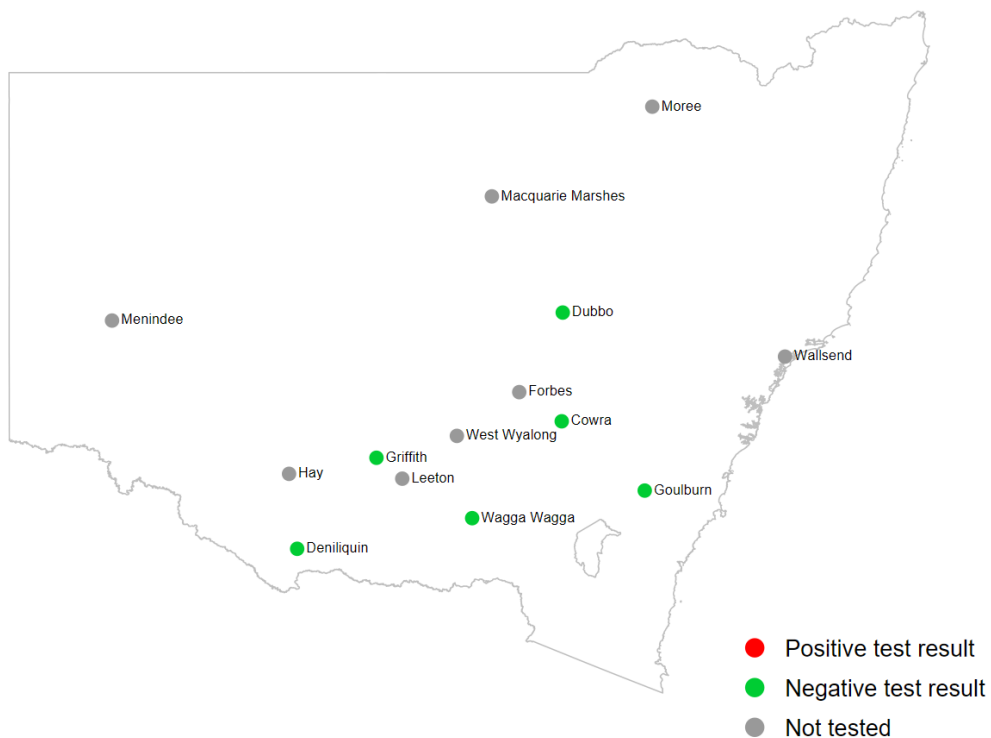 Moree
Macquarie Marshes
Dubbo
Menindee
Wallsend
Forbes
Cowra
West Wyalong
Griffith
Hay
Leeton
Goulburn
Wagga Wagga
Deniliquin
Positive test result
Negative test result
Not tested